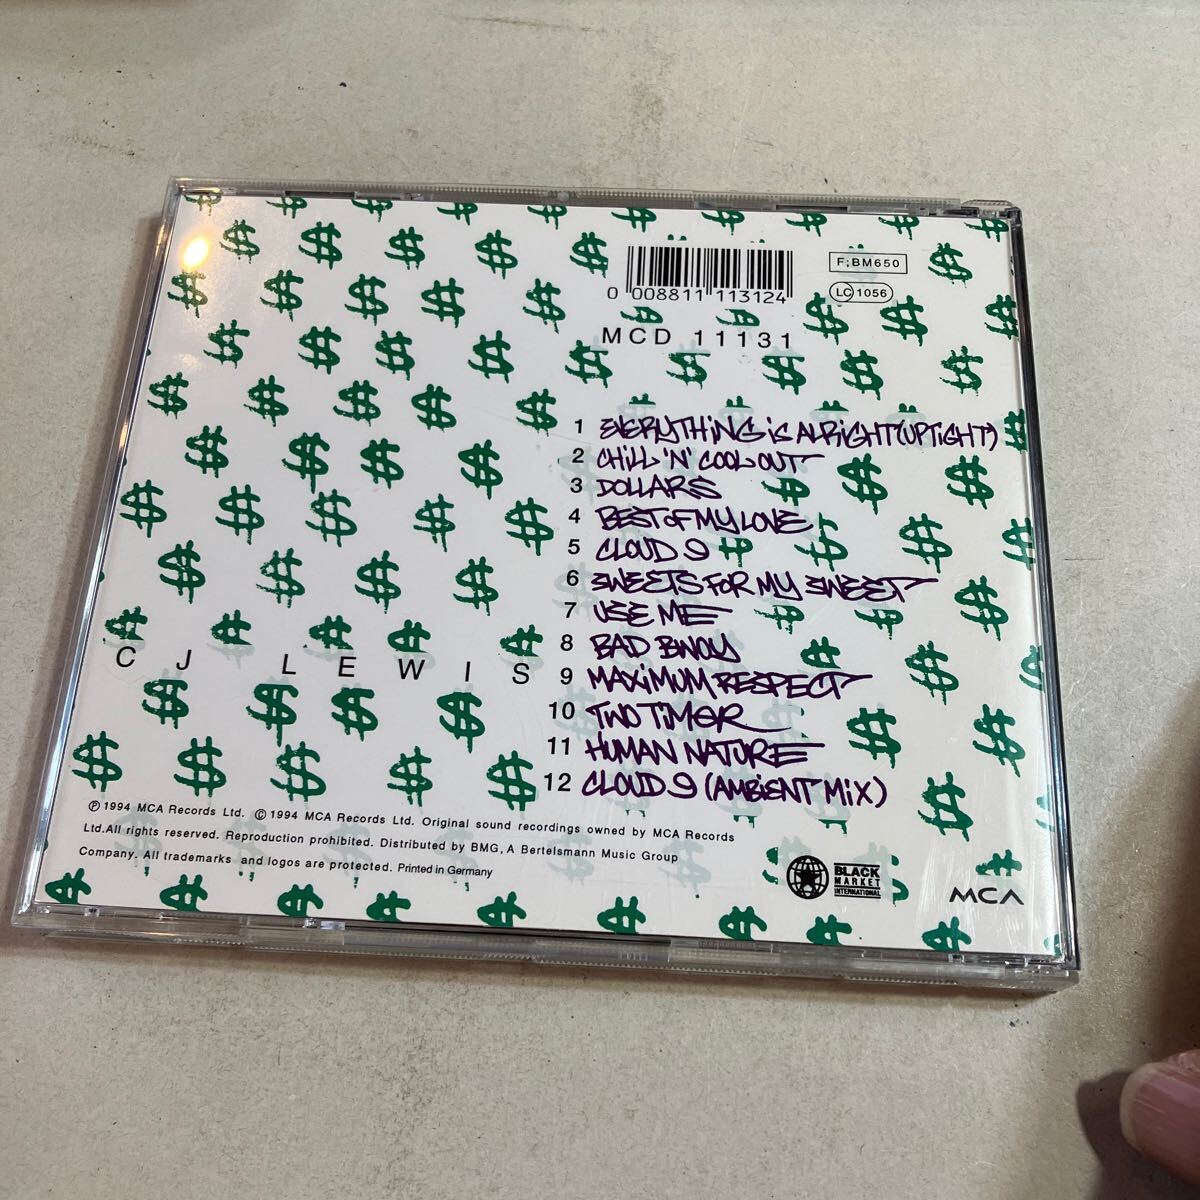 F;BM650
LC 1056
0 008811 113124
MCD 11131
1 EVERYTHING IS ALRIGHT (UPTIGHT)
2 CHILL 'N' COOL OUT
3 DOLLARS
4 BEST OF MY LOVE
5 CLOUD 9
6 SWEETS FOR MY SWEET
7 USE ME
8 BAD BWOY
9 MAXIMUM RESPECT
10 TWO TIMER
11 HUMAN NATURE
12 CLOUD 9 (AMBIENT MIX)
CJ LEWIS
℗ 1994 MCA Records Ltd. © 1994 MCA Records Ltd. Original sound recordings owned by MCA Records
Ltd.All rights reserved. Reproduction prohibited. Distributed by BMG, A Bertelsmann Music Group
Company. All trademarks and logos are protected. Printed in Germany
BLACK
MARKET
INTERNATIONAL
MCA